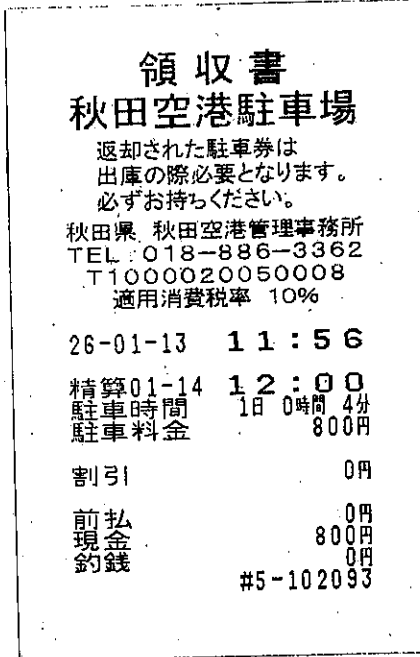 領収書
秋田空港駐車場
返却された駐車券は
出庫の際必要となります。
必ずお持ちください。
秋田県 秋田空港管理事務所
TEL:018-886-3362
T1000020050008
適用消費税率 10%
26-01-13 11:56
精算01-14 12:00
駐車時間 1日 0時間 4分
駐車料金 800円
割引 0円
前払 0円
現金 800円
釣銭 0円
#5-102093